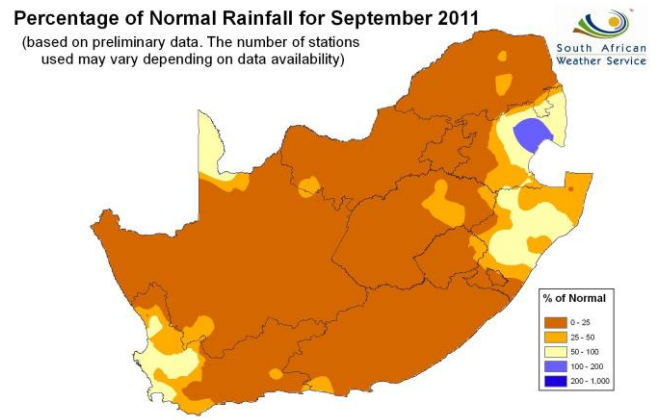 Percentage of Normal Rainfall for September 2011
(based on preliminary data. The number of stations
used may vary depending on data availability)
South African
Weather Service
% of Normal
0 - 25
25 - 50
50 - 100
100 - 200
200 - 1,000